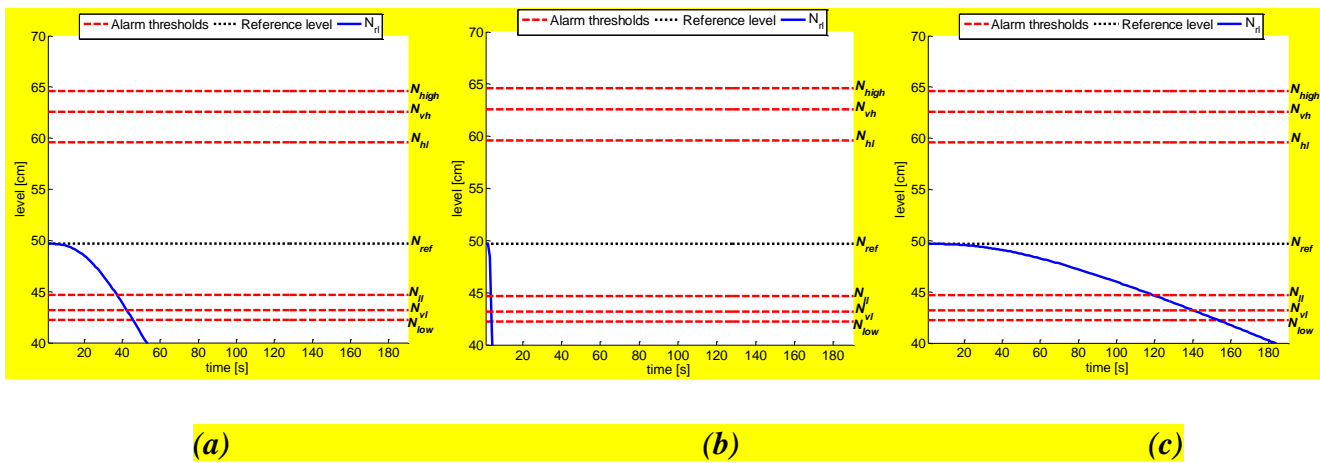 Alarm thresholds Reference level N_rl
70
65
60
55
50
45
40
level [cm]
N_high
N_vh
N_hl
N_ref
N_ll
N_vl
N_low
20 40 60 80 100 120 140 160 180
time [s]
(a)
Alarm thresholds Reference level N_rl
70
65
60
55
50
45
40
level [cm]
N_high
N_vh
N_hl
N_ref
N_ll
N_vl
N_low
20 40 60 80 100 120 140 160 180
time [s]
(b)
Alarm thresholds Reference level N_rl
70
65
60
55
50
45
40
level [cm]
N_high
N_vh
N_hl
N_ref
N_ll
N_vl
N_low
20 40 60 80 100 120 140 160 180
time [s]
(c)